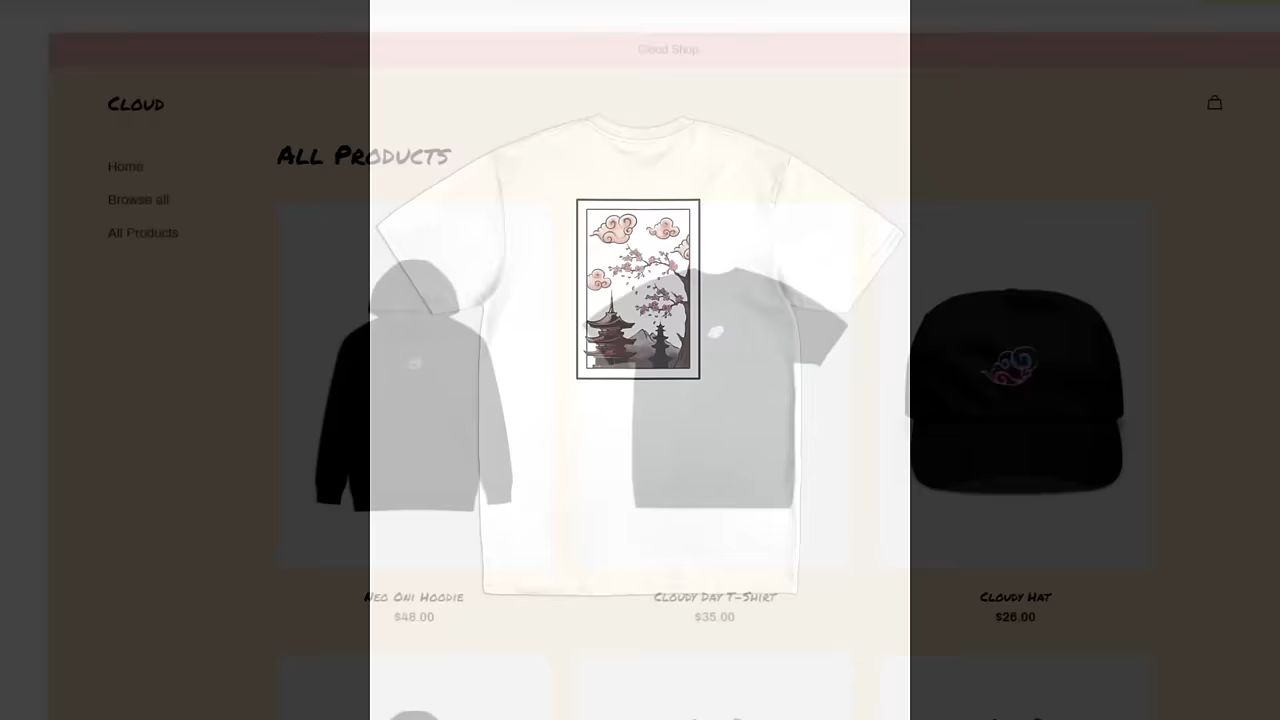 Cloud Shop
Cloud
All Products
Home
Browse all
All Products
Neo Oni Hoodie
$48.00
Cloudy Day T-Shirt
$35.00
Cloudy Hat
$26.00